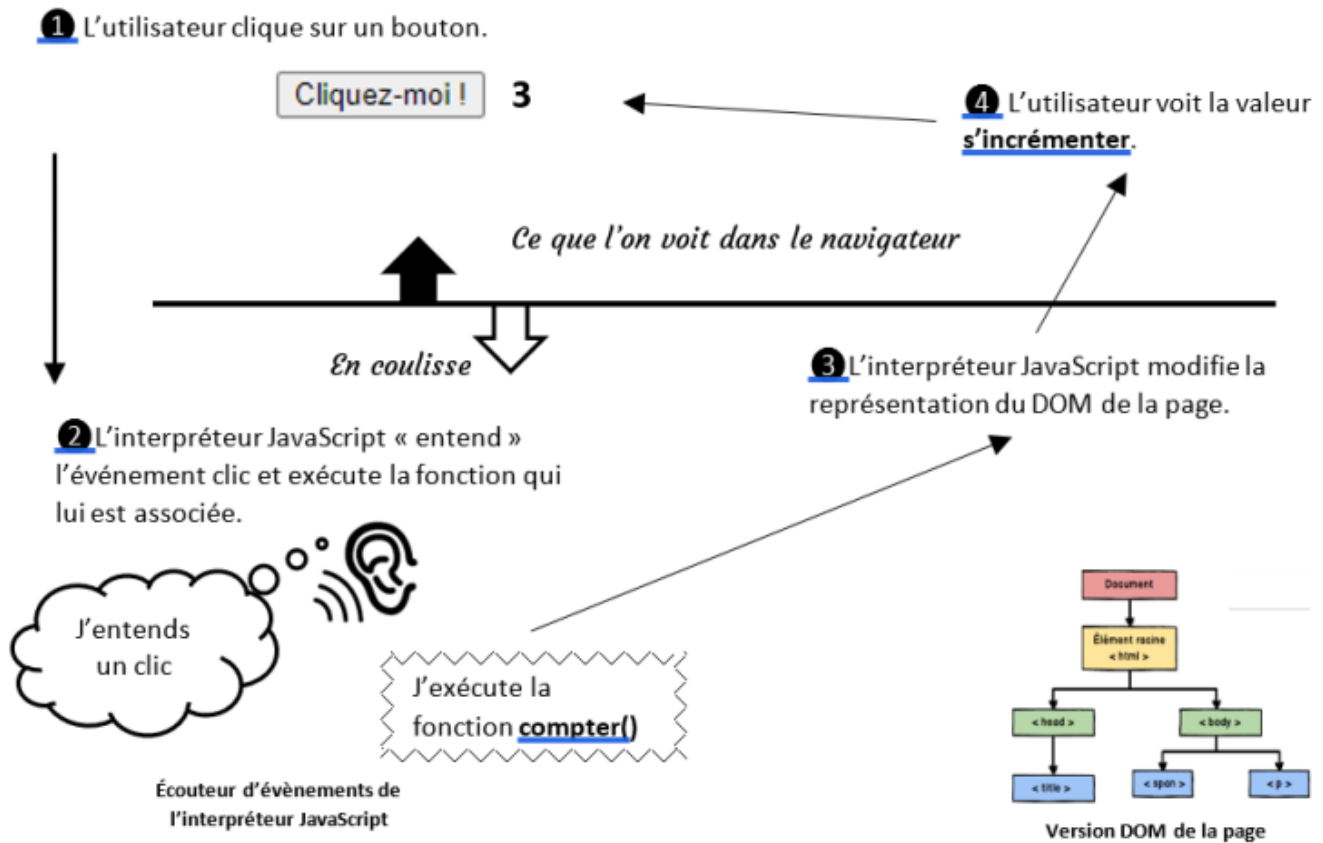 ❶ L'utilisateur clique sur un bouton.
Cliquez-moi ! 3
❹ L'utilisateur voit la valeur
s'incrémenter.
Ce que l'on voit dans le navigateur
En coulisse
❸ L'interpréteur JavaScript modifie la
représentation du DOM de la page.
❷ L'interpréteur JavaScript « entend »
l'événement clic et exécute la fonction qui
lui est associée.
J'entends
un clic
J'exécute la
fonction compter()
Écouteur d'évènements de
l'interpréteur JavaScript
Document
Élément racine
< html >
< head >
< body >
< title >
< span >
< p >
Version DOM de la page